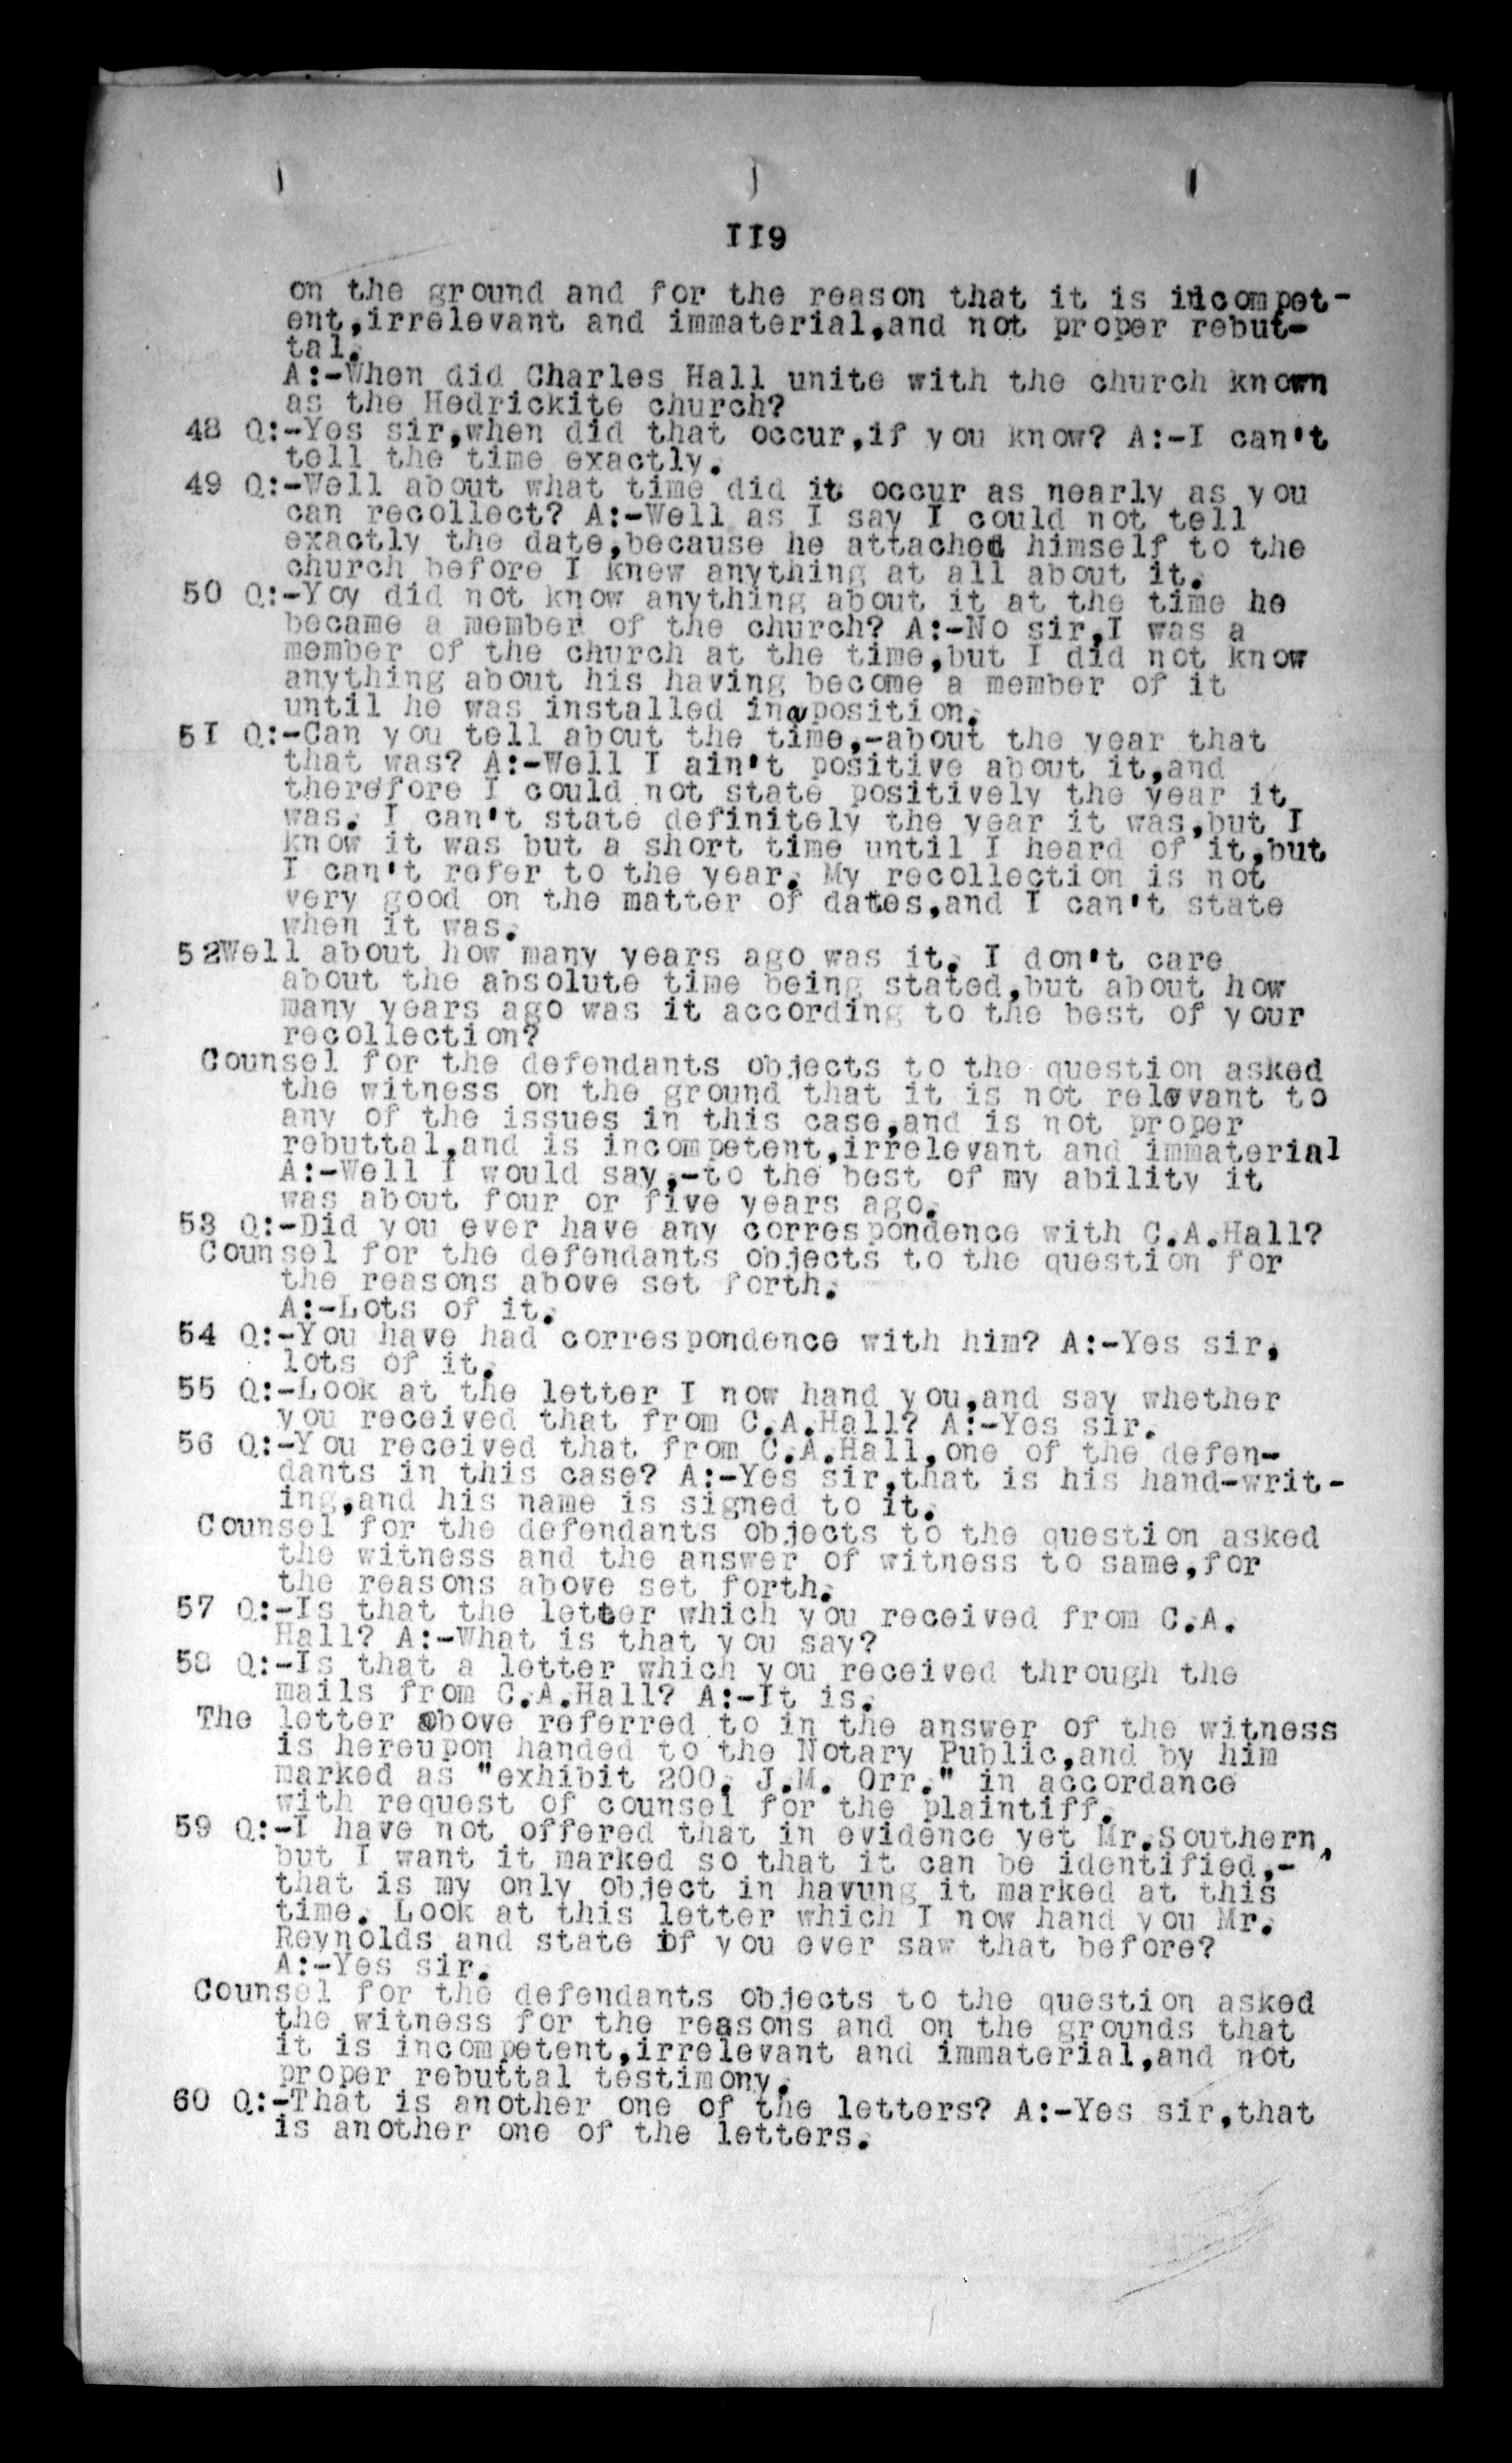 II9
on the ground and for the reason that it is incompet-
ent,irrelevant and immaterial,and not proper rebut-
tal.
A:-When did Charles Hall unite with the church known
as the Hedrickite church?
48 Q:-Yes sir,when did that occur,if you know? A:-I can't
tell the time exactly.
49 Q:-Well about what time did it occur as nearly as you
can recollect? A:-Well as I say I could not tell
exactly the date,because he attached himself to the
church before I knew anything at all about it.
50 Q:-Yoy did not know anything about it at the time he
became a member of the church? A:-No sir,I was a
member of the church at the time,but I did not know
anything about his having become a member of it
until he was installed in a position.
5I Q:-Can you tell about the time,-about the year that
that was? A:-Well I ain't positive about it,and
therefore I could not state positively the year it
was. I can't state definitely the year it was,but I
know it was but a short time until I heard of it,but
I can't refer to the year. My recollection is not
very good on the matter of dates,and I can't state
when it was.
52Well about how many years ago was it. I don't care
about the absolute time being stated,but about how
many years ago was it according to the best of your
recollection?
Counsel for the defendants objects to the question asked
the witness on the ground that it is not relevant to
any of the issues in this case,and is not proper
rebuttal,and is incompetent,irrelevant and immaterial
A:-Well I would say,-to the best of my ability it
was about four or five years ago.
53 Q:-Did you ever have any correspondence with C.A.Hall?
Counsel for the defendants objects to the question for
the reasons above set forth.
A:-Lots of it.
54 Q:-You have had correspondence with him? A:-Yes sir,
lots of it.
55 Q:-Look at the letter I now hand you,and say whether
you received that from C.A.Hall? A:-Yes sir.
56 Q:-You received that from C.A.Hall,one of the defen-
dants in this case? A:-Yes sir,that is his hand-writ-
ing,and his name is signed to it.
Counsel for the defendants objects to the question asked
the witness and the answer of witness to same,for
the reasons above set forth.
57 Q:-Is that the letter which you received from C.A.
Hall? A:-What is that you say?
58 Q:-Is that a letter which you received through the
mails from C.A.Hall? A:-It is.
The letter above referred to in the answer of the witness
is hereupon handed to the Notary Public,and by him
marked as "exhibit 200. J.M. Orr." in accordance
with request of counsel for the plaintiff.
59 Q:-I have not offered that in evidence yet Mr.Southern,
but I want it marked so that it can be identified,-
that is my only object in havung it marked at this
time. Look at this letter which I now hand you Mr.
Reynolds and state if you ever saw that before?
A:-Yes sir.
Counsel for the defendants objects to the question asked
the witness for the reasons and on the grounds that
it is incompetent,irrelevant and immaterial,and not
proper rebuttal testimony.
60 Q:-That is another one of the letters? A:-Yes sir,that
is another one of the letters.